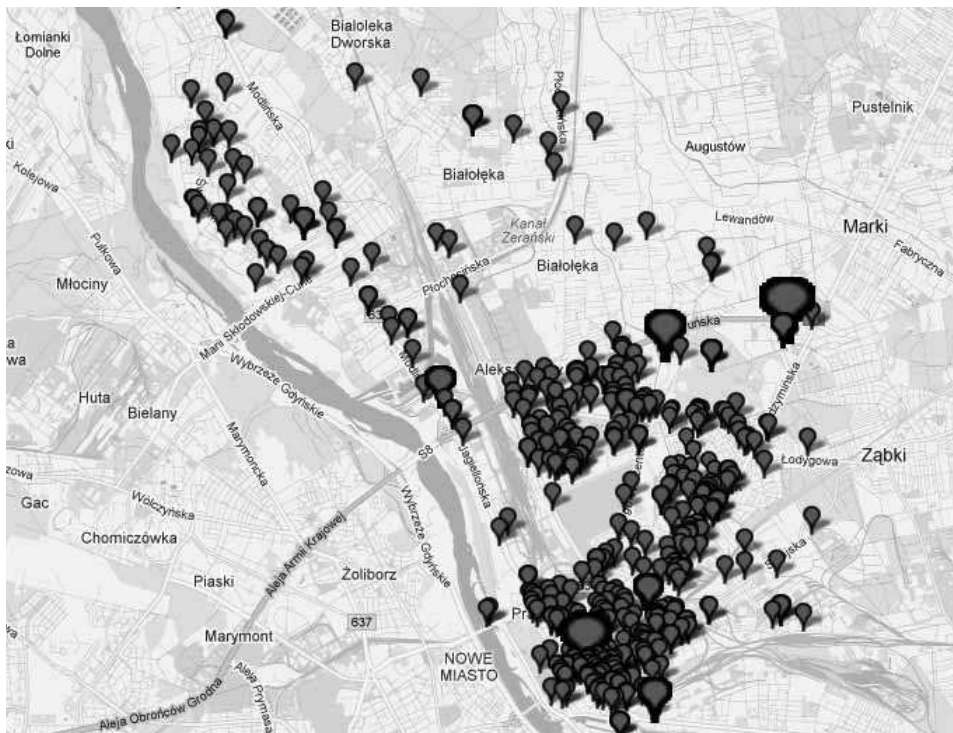 Łomianki
Dolne
Bialoleka
Dworska
Modlińska
Pustelnik
ki
Kolejowa
Augustów
Białołęka
Lewandów
Kanał
Żerański
Marki
Pułkowa
Fabryczna
Białołęka
Płochocińska
Młociny
Marii Skłodowskiej-Curie
Wybrzeże Gdyńskie
Huta
Bielany
Marymoncka
S8
Jagiellońska
Łodygowa
Ząbki
Gac
Wólczyńska
Wybrzeże Gdyńskie
Chomiczówka
Aleja Armii Krajowej
Piaski
Żoliborz
637
Marymont
NOWE
MIASTO
Aleja Prymasa
Aleja Obrońców Grodna